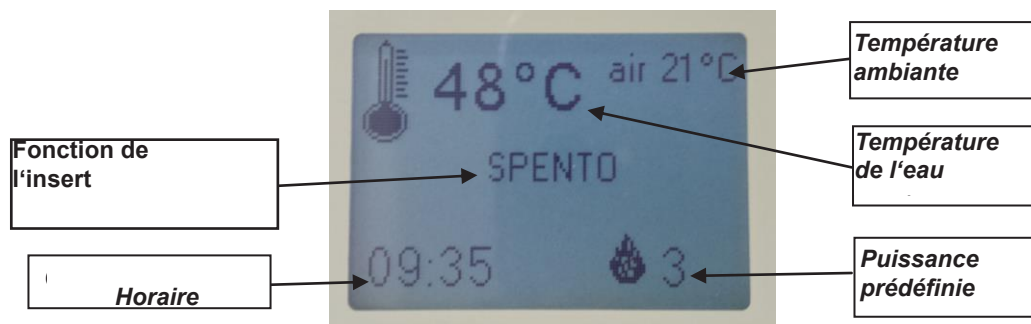 Température
ambiante
48°C air 21°C
Température
de l'eau
Fonction de
l'insert
SPENTO
Horaire
09:35 3
Puissance
prédéfinie